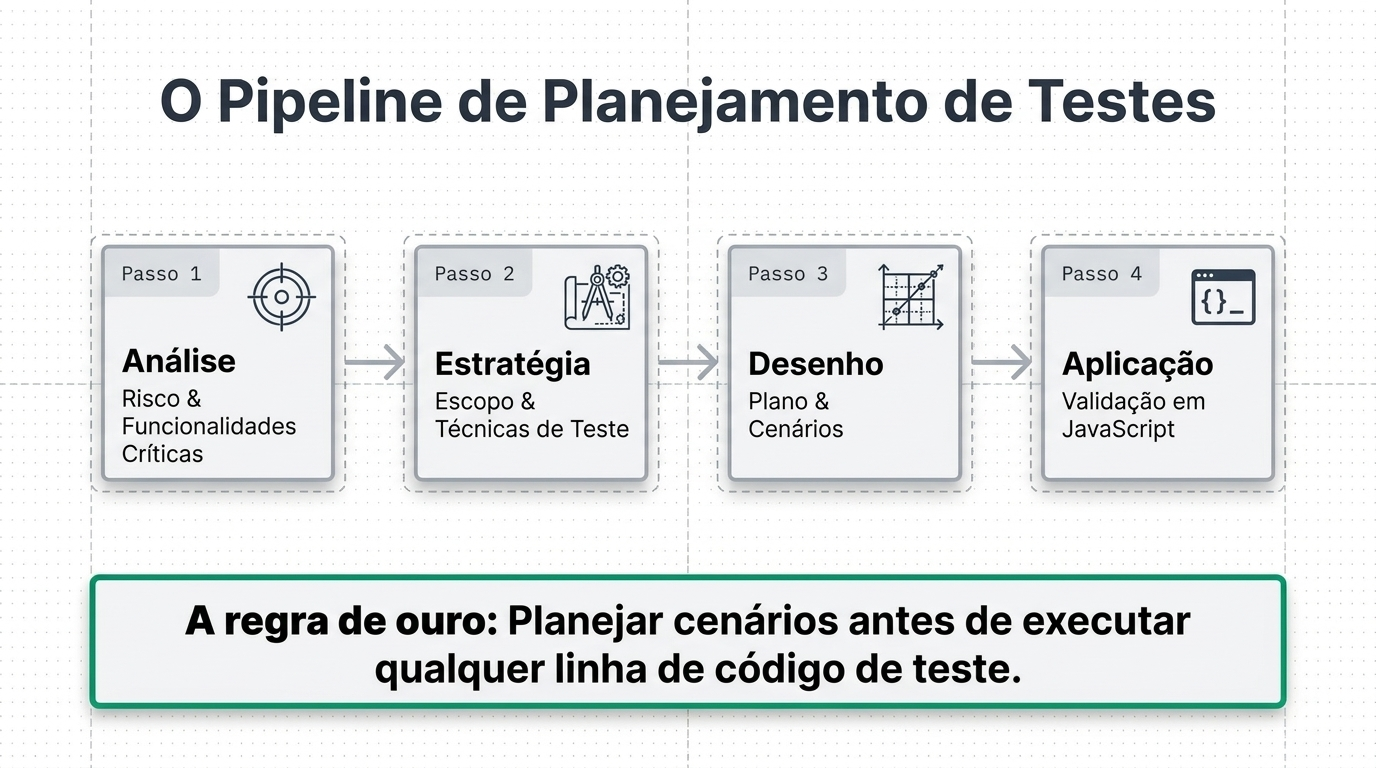 O Pipeline de Planejamento de Testes
Passo 1
Análise
Risco &
Funcionalidades
Críticas
Passo 2
Estratégia
Escopo &
Técnicas de Teste
Passo 3
Desenho
Plano &
Cenários
Passo 4
{}_
Aplicação
Validação em
JavaScript
A regra de ouro: Planejar cenários antes de executar
qualquer linha de código de teste.